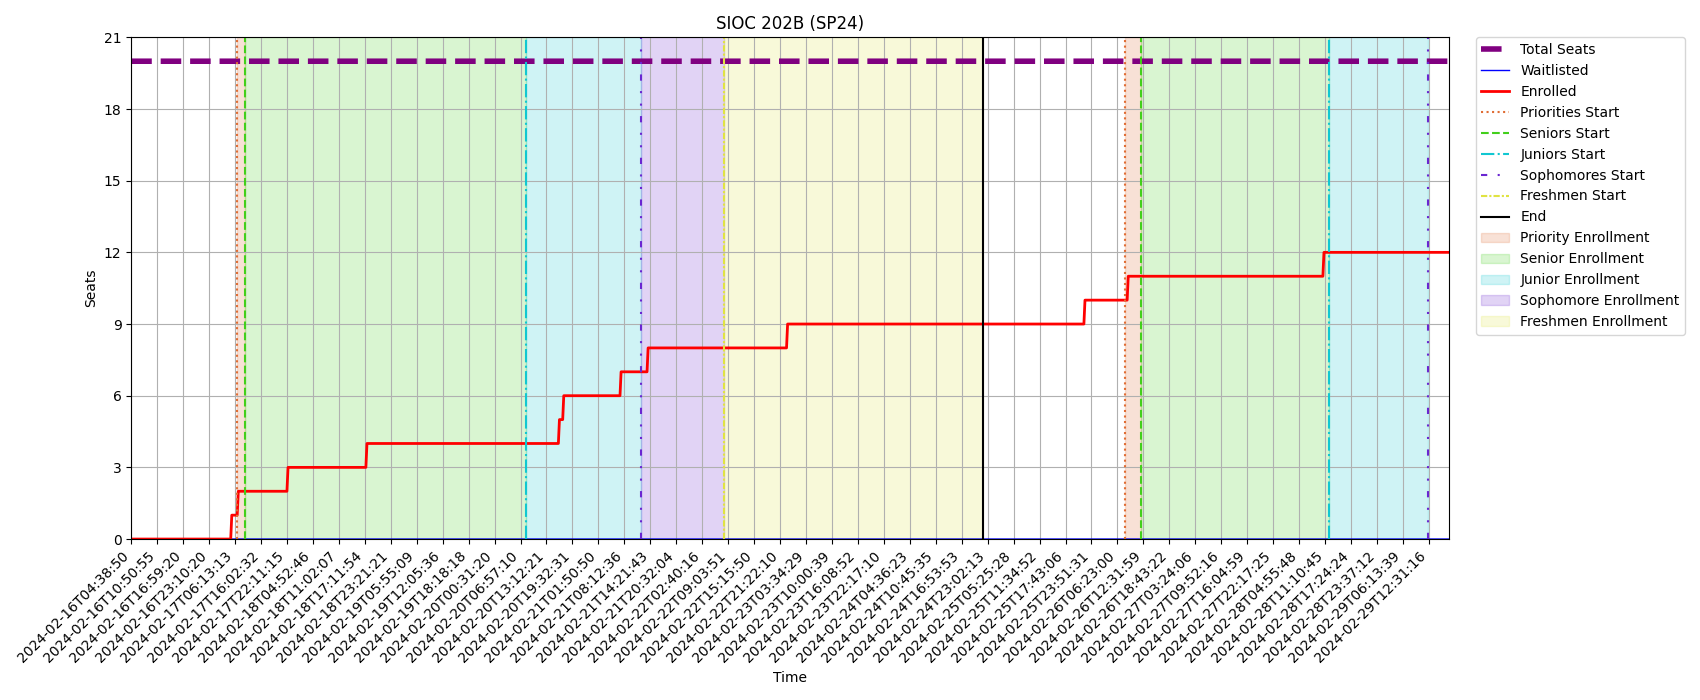 SIOC 202B (SP24)
21
18
15
12
9
6
3
0
Seats
2024-02-16T04:38:50
2024-02-16T10:50:55
2024-02-16T16:59:20
2024-02-16T23:10:20
2024-02-17T06:13:13
2024-02-17T16:02:32
2024-02-17T22:11:15
2024-02-18T04:52:46
2024-02-18T11:02:07
2024-02-18T17:11:54
2024-02-18T23:21:21
2024-02-19T05:55:09
2024-02-19T12:05:36
2024-02-19T18:18:18
2024-02-20T00:31:20
2024-02-20T06:57:10
2024-02-20T13:12:21
2024-02-20T19:32:31
2024-02-21T01:50:50
2024-02-21T08:12:36
2024-02-21T14:21:43
2024-02-21T20:32:04
2024-02-22T02:40:16
2024-02-22T09:03:51
2024-02-22T15:15:50
2024-02-22T21:22:10
2024-02-23T03:34:29
2024-02-23T10:00:39
2024-02-23T16:08:52
2024-02-23T22:17:10
2024-02-24T04:36:23
2024-02-24T10:45:35
2024-02-24T16:53:53
2024-02-24T23:02:13
2024-02-25T05:25:28
2024-02-25T11:34:52
2024-02-25T17:43:06
2024-02-25T23:51:31
2024-02-26T06:23:00
2024-02-26T12:31:59
2024-02-26T18:43:22
2024-02-27T03:24:06
2024-02-27T09:52:16
2024-02-27T16:04:59
2024-02-27T22:17:25
2024-02-28T04:55:48
2024-02-28T11:10:45
2024-02-28T17:24:24
2024-02-28T23:37:12
2024-02-29T06:13:39
2024-02-29T12:31:16
Time
Total Seats
Waitlisted
Enrolled
Priorities Start
Seniors Start
Juniors Start
Sophomores Start
Freshmen Start
End
Priority Enrollment
Senior Enrollment
Junior Enrollment
Sophomore Enrollment
Freshmen Enrollment